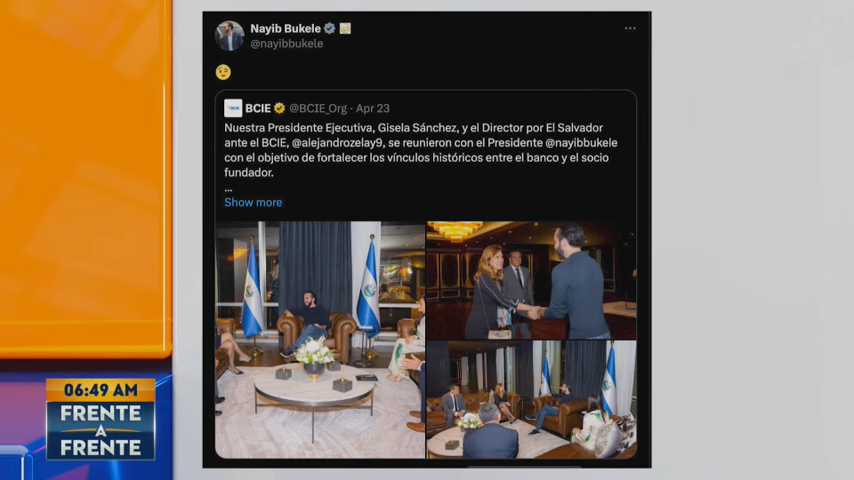 Nayib Bukele
@nayibbukele
😉
BCIE @BCIE_Org · Apr 23
Nuestra Presidente Ejecutiva, Gisela Sánchez, y el Director por El Salvador
ante el BCIE, @alejandrozelay9, se reunieron con el Presidente @nayibbukele
con el objetivo de fortalecer los vínculos históricos entre el banco y el socio
fundador.
...
Show more
06:49 AM
FRENTE
A
FRENTE